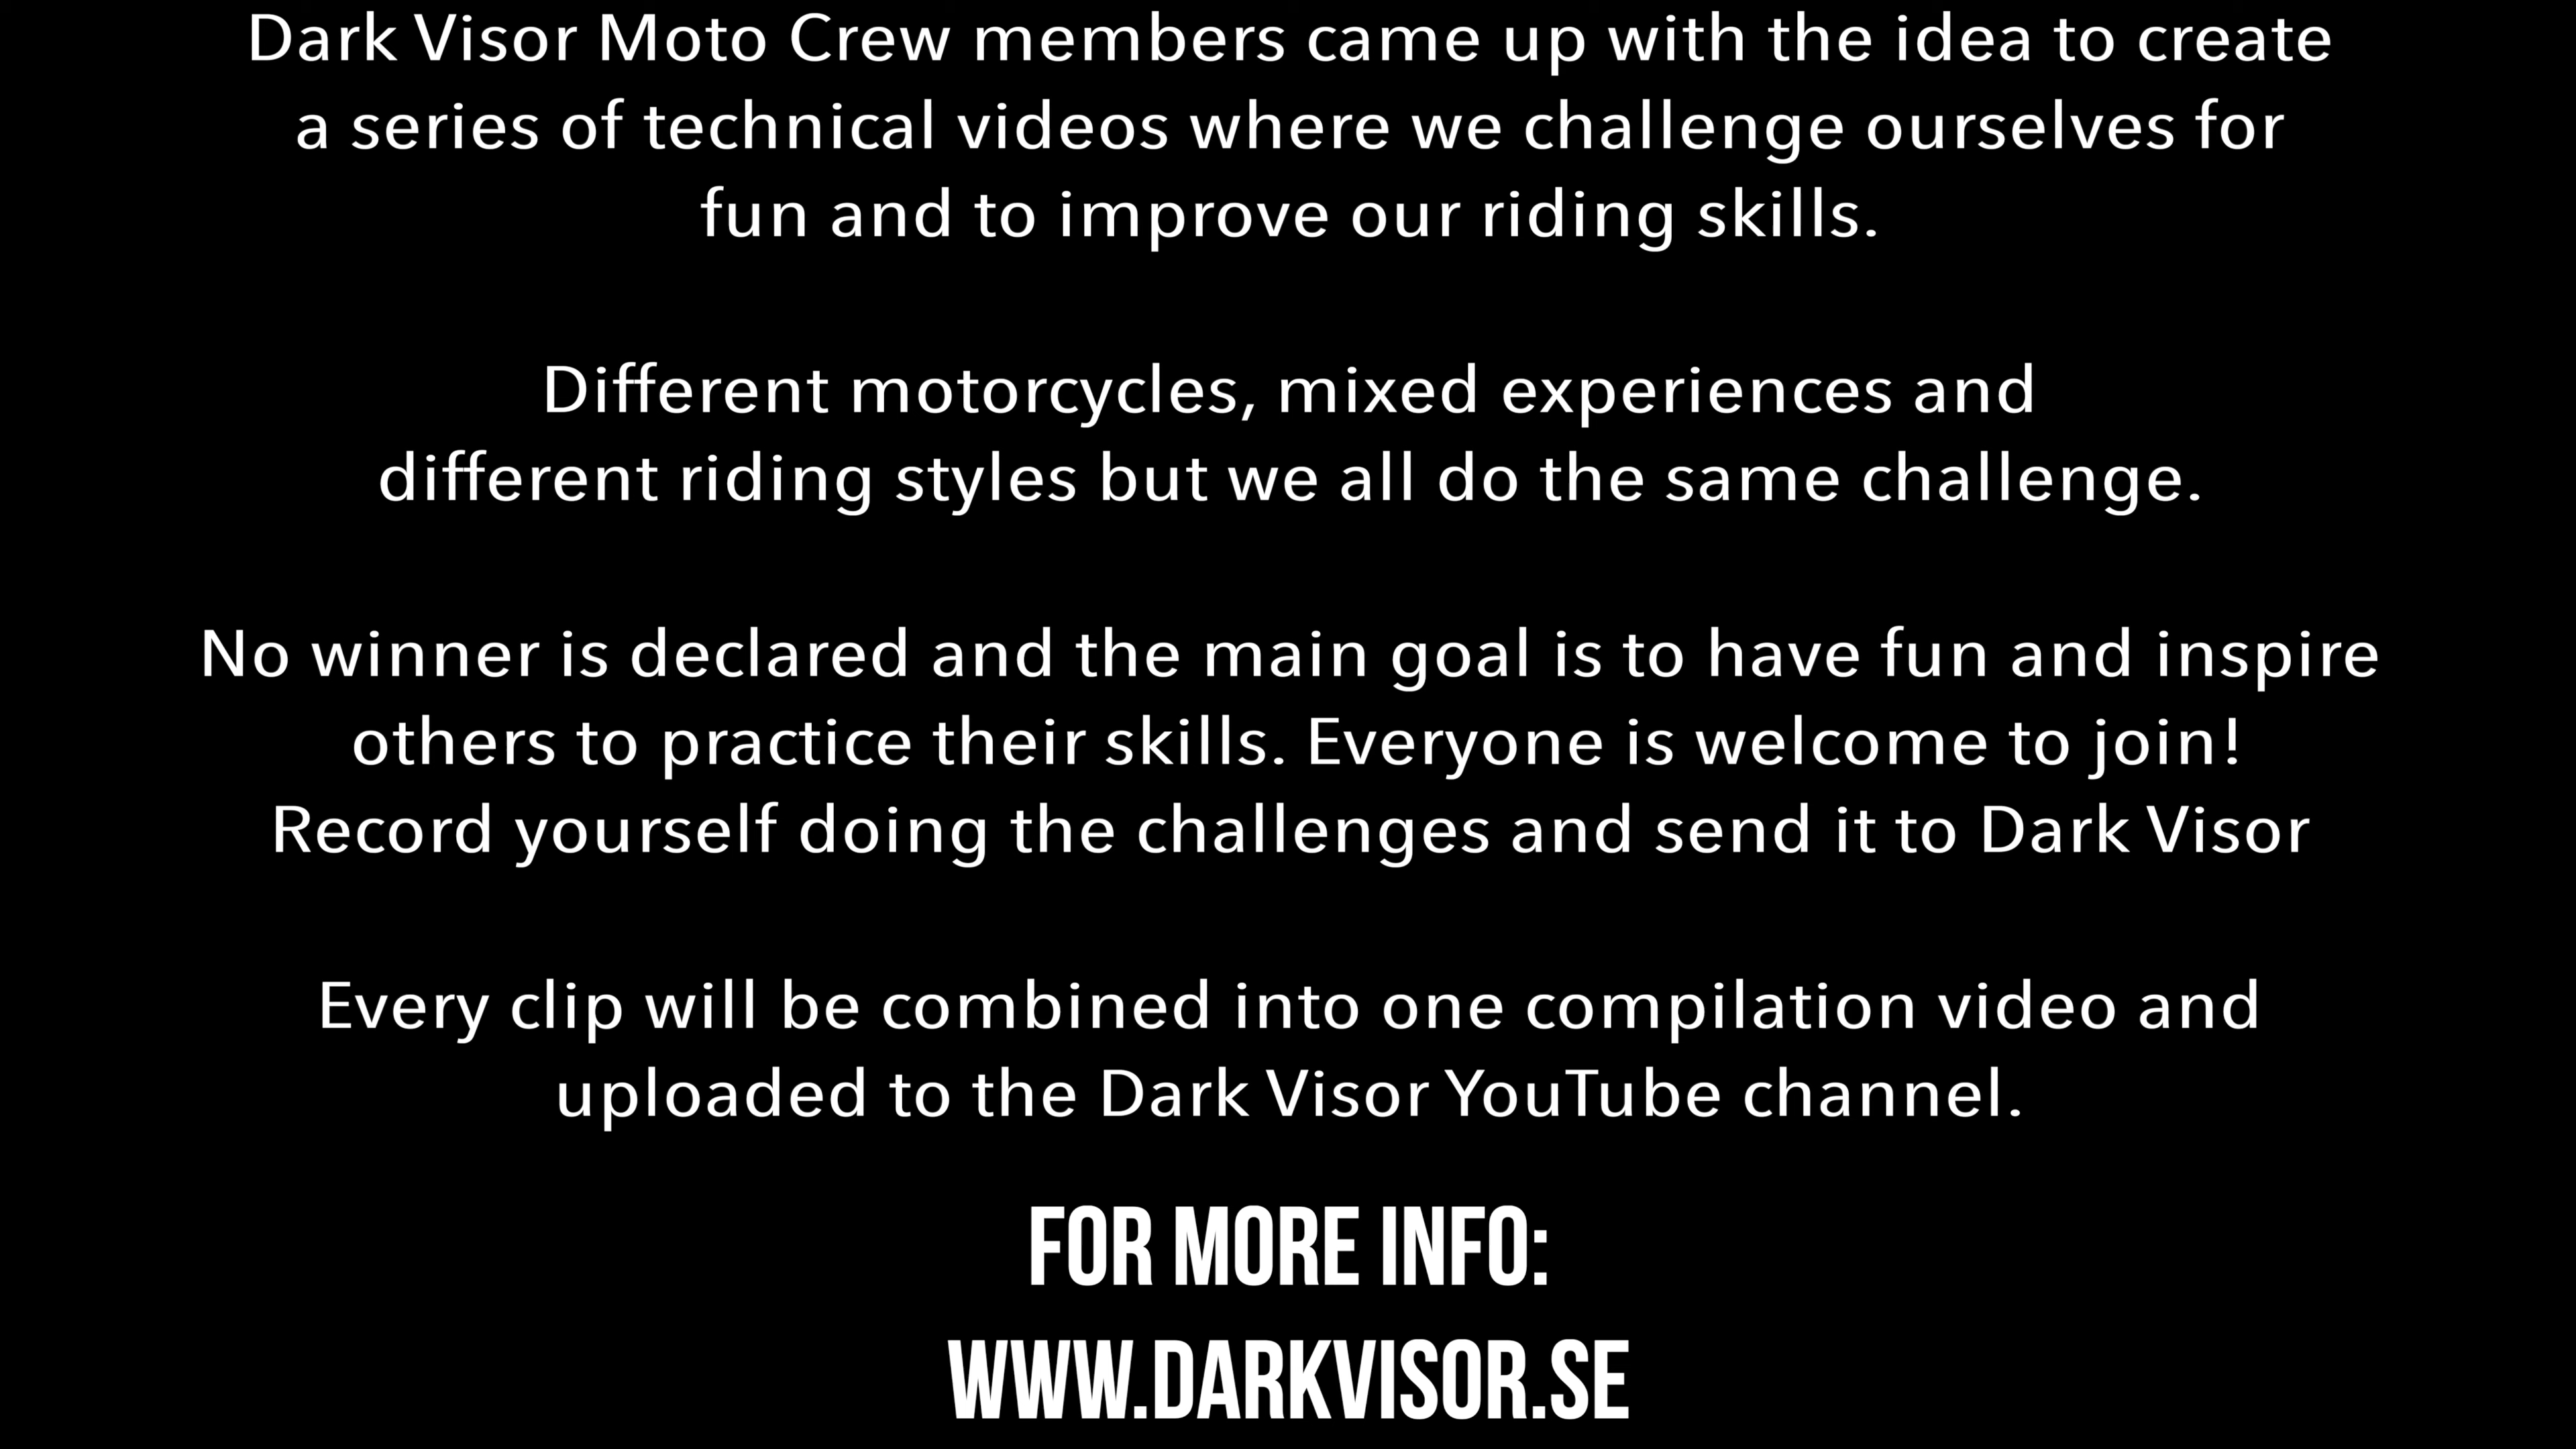 Dark Visor Moto Crew members came up with the idea to create
a series of technical videos where we challenge ourselves for
fun and to improve our riding skills.
Different motorcycles, mixed experiences and
different riding styles but we all do the same challenge.
No winner is declared and the main goal is to have fun and inspire
others to practice their skills. Everyone is welcome to join!
Record yourself doing the challenges and send it to Dark Visor
Every clip will be combined into one compilation video and
uploaded to the Dark Visor YouTube channel.
FOR MORE INFO:
WWW.DARKVISOR.SE